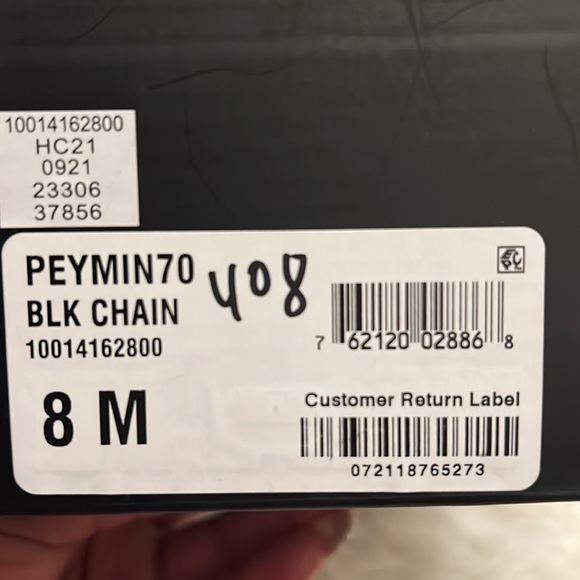 10014162800
HC21
0921
23306
37856
PEYMIN70
408
BLK CHAIN
10014162800
8 M
7 62120 02886 8
Customer Return Label
072118765273